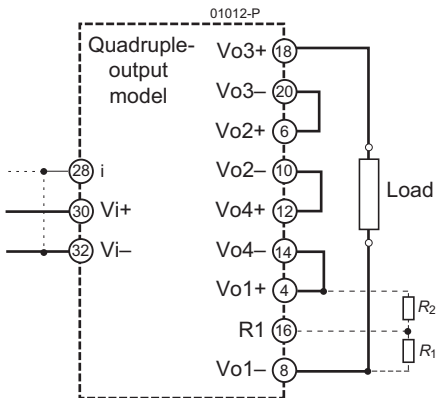 01012-P
Quadruple-
output
model
Vo3+ 18
Vo3– 20
Vo2+ 6
28 i
Vo2– 10
30 Vi+
Vo4+ 12
Load
32 Vi–
Vo4– 14
Vo1+ 4
R2
R1 16
R1
Vo1– 8